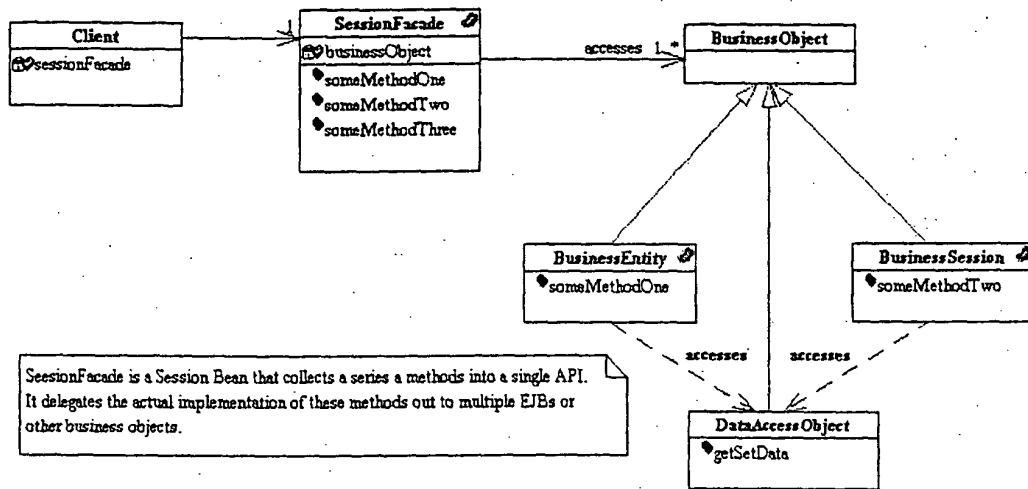 Client
sessionFacade
1
SessionFacade
businessObject
someMethodOne
someMethodTwo
someMethodThree
accesses 1..*
BusinessObject
BusinessEntity
someMethodOne
BusinessSession
someMethodTwo
accesses
accesses
DataAccessObject
getSetData
SessionFacade is a Session Bean that collects a series a methods into a single API.
It delegates the actual implementation of these methods out to multiple EJBs or
other business objects.